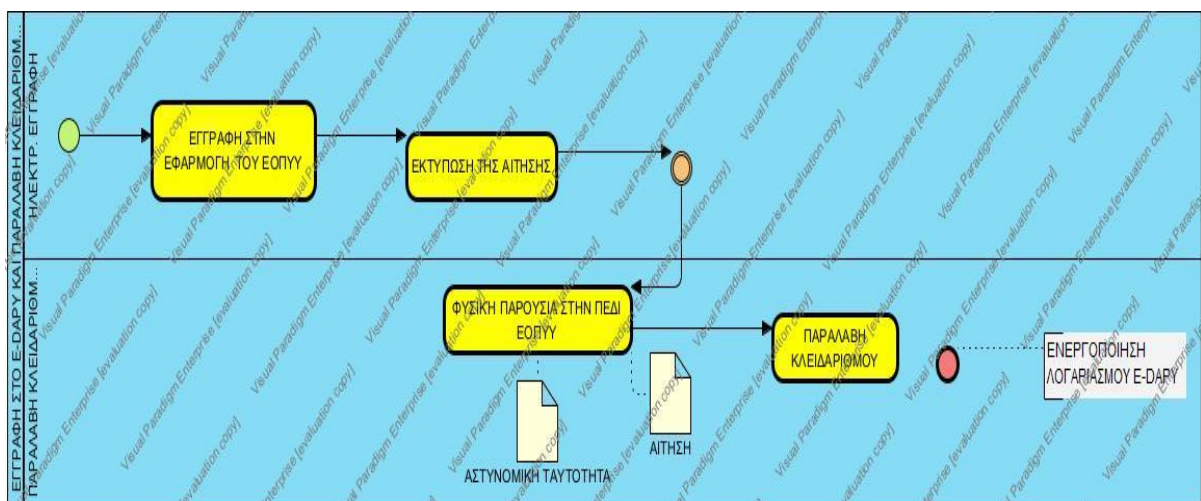 ΕΓΓΡΑΦΗ ΣΤΟ E-DAPY ΚΑΙ ΠΑΡΑΛΑΒΗ ΚΛΕΙΔΑΡΙΘΜ...
ΗΛΕΚΤΡ. ΕΓΓΡΑΦΗ
ΕΓΓΡΑΦΗ ΣΤΗΝ
ΕΦΑΡΜΟΓΗ ΤΟΥ ΕΟΠΥΥ
ΕΚΤΥΠΩΣΗ ΤΗΣ ΑΙΤΗΣΗΣ
ΠΑΡΑΛΑΒΗ ΚΛΕΙΔΑΡΙΘΜ...
ΦΥΣΙΚΗ ΠΑΡΟΥΣΙΑ ΣΤΗΝ ΠΕΔΙ
ΕΟΠΥΥ
ΠΑΡΑΛΑΒΗ
ΚΛΕΙΔΑΡΙΘΜΟΥ
ΕΝΕΡΓΟΠΟΙΗΣΗ
ΛΟΓΑΡΙΑΣΜΟΥ E-DAPY
ΑΙΤΗΣΗ
ΑΣΤΥΝΟΜΙΚΗ ΤΑΥΤΟΤΗΤΑ
Visual Paradigm Enterprise [evaluation copy]